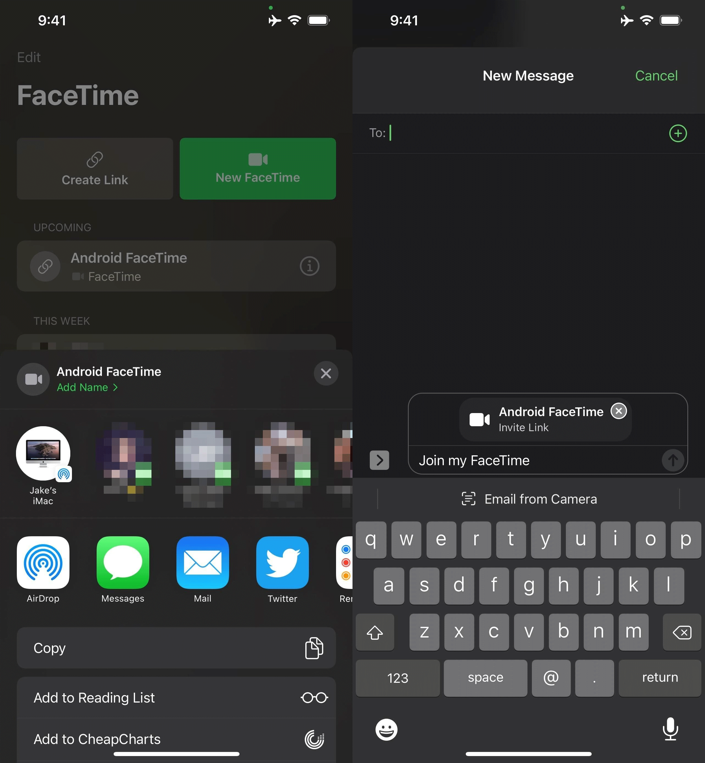 9:41
Edit
FaceTime
Create Link
New FaceTime
UPCOMING
Android FaceTime
FaceTime
THIS WEEK
Android FaceTime
Add Name >
Jake's
iMac
AirDrop
Messages
Mail
Twitter
Rer
Copy
Add to Reading List
Add to CheapCharts
9:41
New Message
Cancel
To:
Android FaceTime
Invite Link
Join my FaceTime
Email from Camera
q w e r t y u i o p
a s d f g h j k l
z x c v b n m
123 space @ . return